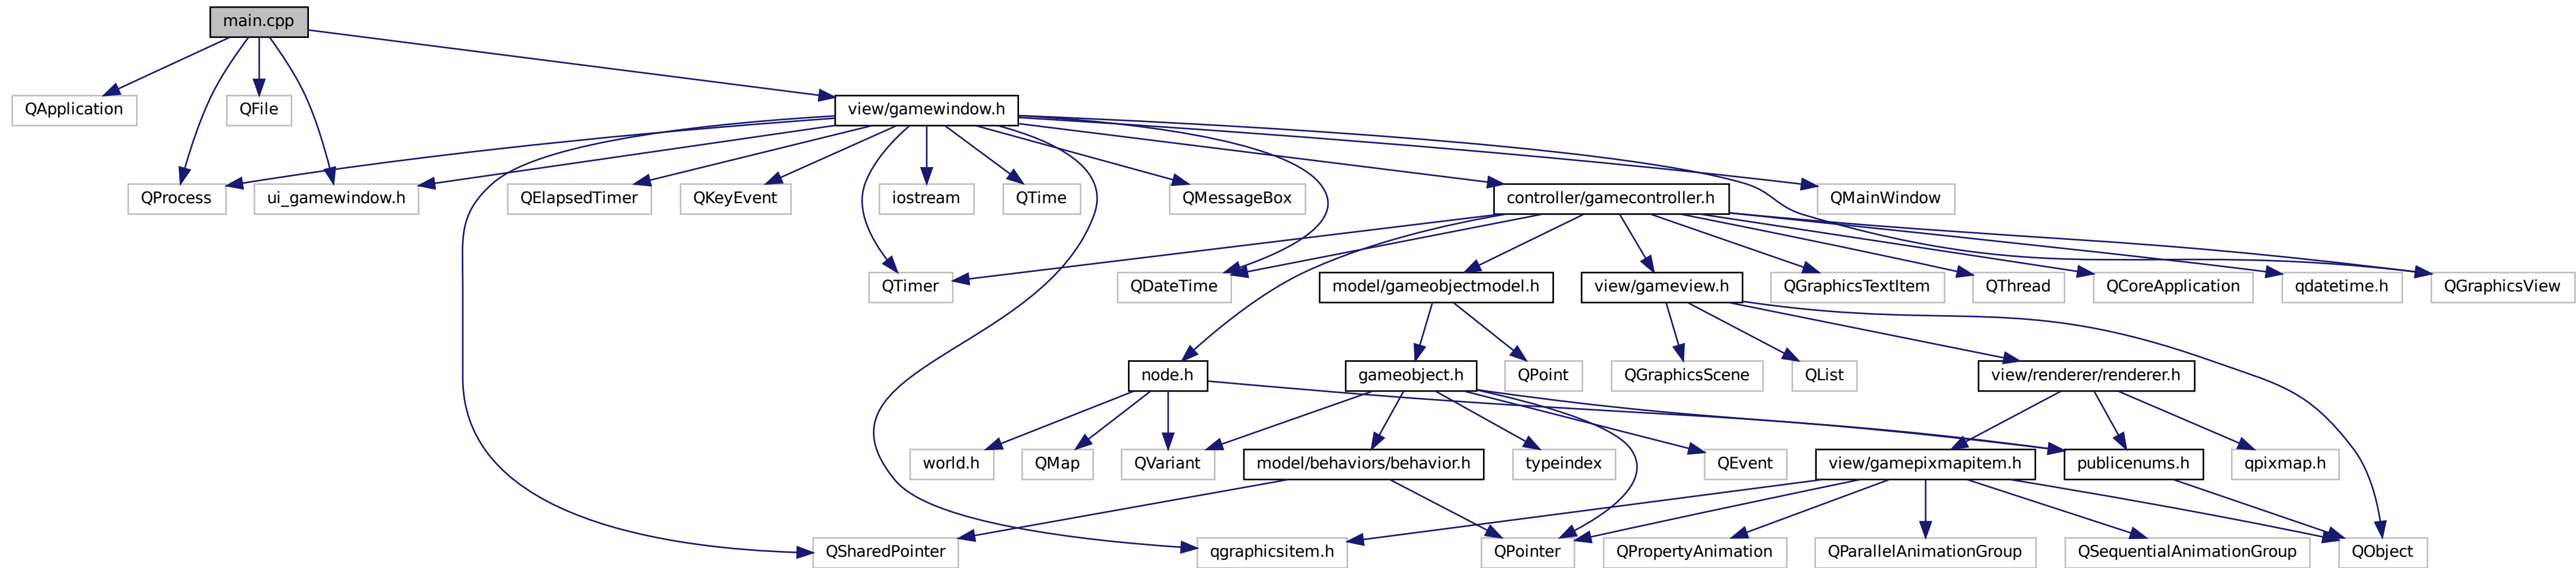 main.cpp
QApplication
QFile
view/gamewindow.h
QProcess
ui_gamewindow.h
QElapsedTimer
QKeyEvent
iostream
QTime
QMessageBox
controller/gamecontroller.h
QMainWindow
QTimer
QDateTime
model/gameobjectmodel.h
view/gameview.h
QGraphicsTextItem
QThread
QCoreApplication
qdatetime.h
QGraphicsView
node.h
gameobject.h
QPoint
QGraphicsScene
QList
view/renderer/renderer.h
world.h
QMap
QVariant
model/behaviors/behavior.h
typeindex
QEvent
view/gamepixmapitem.h
publicenums.h
qpixmap.h
QSharedPointer
qgraphicsitem.h
QPointer
QPropertyAnimation
QParallelAnimationGroup
QSequentialAnimationGroup
QObject